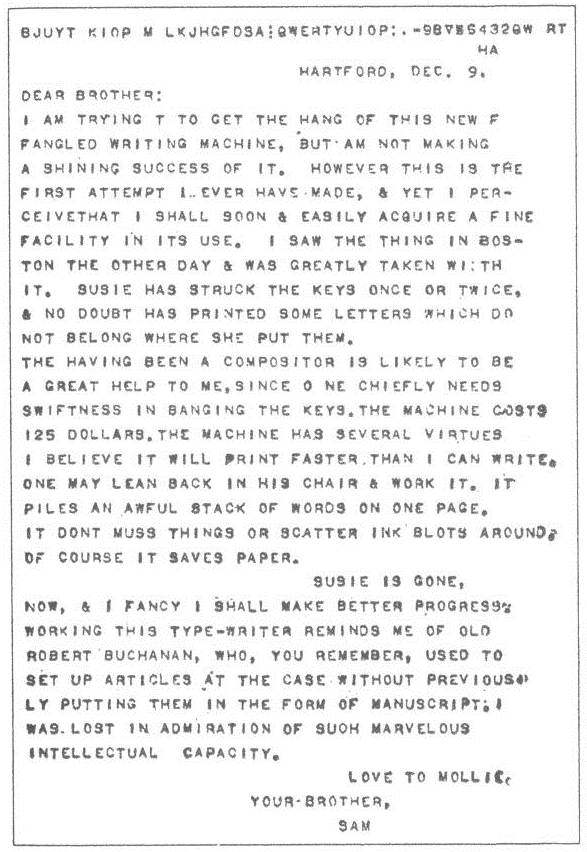 BJUYT KIOP M LKJHGFDSA:QWERTYUIOP:.-98V%6432QW RT
HA
HARTFORD, DEC. 9.
DEAR BROTHER:
I AM TRYING T TO GET THE HANG OF THIS NEW F
FANGLED WRITING MACHINE, BUT AM NOT MAKING
A SHINING SUCCESS OF IT. HOWEVER THIS IS THE
FIRST ATTEMPT I..EVER HAVE MADE, & YET I PER-
CEIVETHAT I SHALL SOON & EASILY ACQUIRE A FINE
FACILITY IN ITS USE. I SAW THE THING IN BOS-
TON THE OTHER DAY & WAS GREATLY TAKEN WI:TH
IT. SUSIE HAS STRUCK THE KEYS ONCE OR TWICE,
& NO DOUBT HAS PRINTED SOME LETTERS WHICH DO
NOT BELONG WHERE SHE PUT THEM.
THE HAVING BEEN A COMPOSITOR IS LIKELY TO BE
A GREAT HELP TO ME,SINCE O NE CHIEFLY NEEDS
SWIFTNESS IN BANGING THE KEYS.THE MACHINE COSTS
125 DOLLARS.THE MACHINE HAS SEVERAL VIRTUES
I BELIEVE IT WILL PRINT FASTER THAN I CAN WRITE.
ONE MAY LEAN BACK IN HIS CHAIR & WORK IT. IT
PILES AN AWFUL STACK OF WORDS ON ONE PAGE.
IT DONT MUSS THINGS OR SCATTER INK BLOTS AROUND.
OF COURSE IT SAVES PAPER.
SUSIE IS GONE,
NOW, & I FANCY I SHALL MAKE BETTER PROGRESS.
WORKING THIS TYPE-WRITER REMINDS ME OF OLD
ROBERT BUCHANAN, WHO, YOU REMEMBER, USED TO
SET UP ARTICLES AT THE CASE WITHOUT PREVIOUS-
LY PUTTING THEM IN THE FORM OF MANUSCRIPT. I
WAS LOST IN ADMIRATION OF SUCH MARVELOUS
INTELLECTUAL CAPACITY.
LOVE TO MOLLIE.
YOUR BROTHER,
SAM